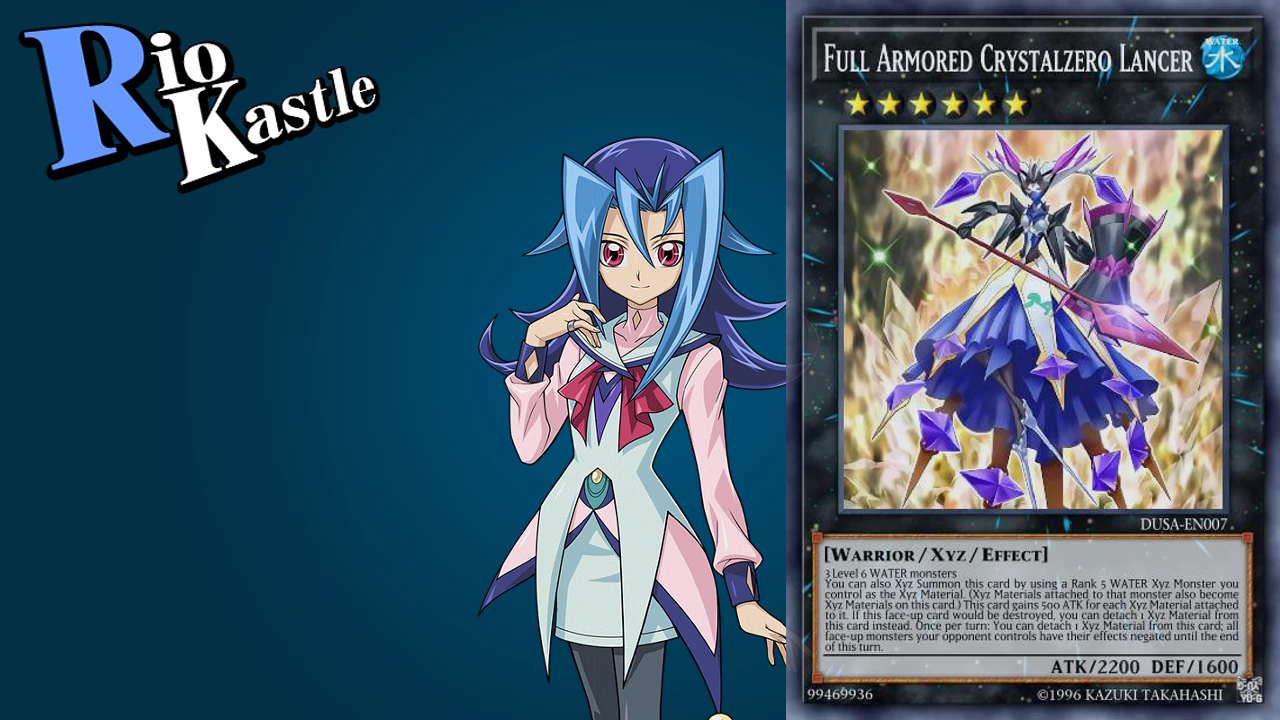 Rio
Kastle
FULL ARMORED CRYSTALZERO LANCER
WATER
水
DUSA-EN007
[WARRIOR / XYZ / EFFECT]
3 Level 6 WATER monsters
You can also Xyz Summon this card by using a Rank 5 WATER Xyz Monster you
control as the Xyz Material. (Xyz Materials attached to that monster also become
Xyz Materials on this card.) This card gains 500 ATK for each Xyz Material attached
to it. If this face-up card would be destroyed, you can detach 1 Xyz Material from
this card instead. Once per turn: You can detach 1 Xyz Material from this card; all
face-up monsters your opponent controls have their effects negated until the end
of this turn.
ATK/2200 DEF/1600
99469936
©1996 KAZUKI TAKAHASHI